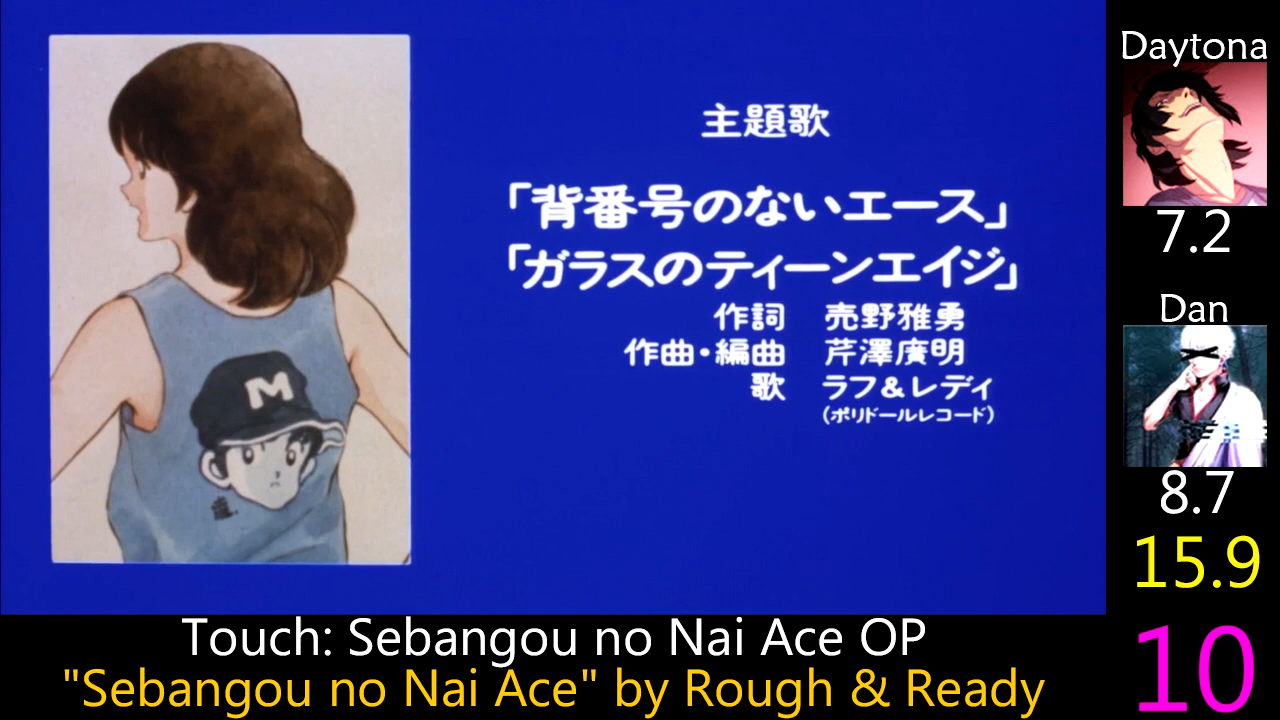 主題歌
「背番号のないエース」
「ガラスのティーンエイジ」
作詞 売野雅勇
作曲・編曲 芹澤廣明
歌 ラフ&レディ
(ポリドールレコード)
M
Touch: Sebangou no Nai Ace OP
"Sebangou no Nai Ace" by Rough & Ready
Daytona
7.2
Dan
8.7
15.9
10